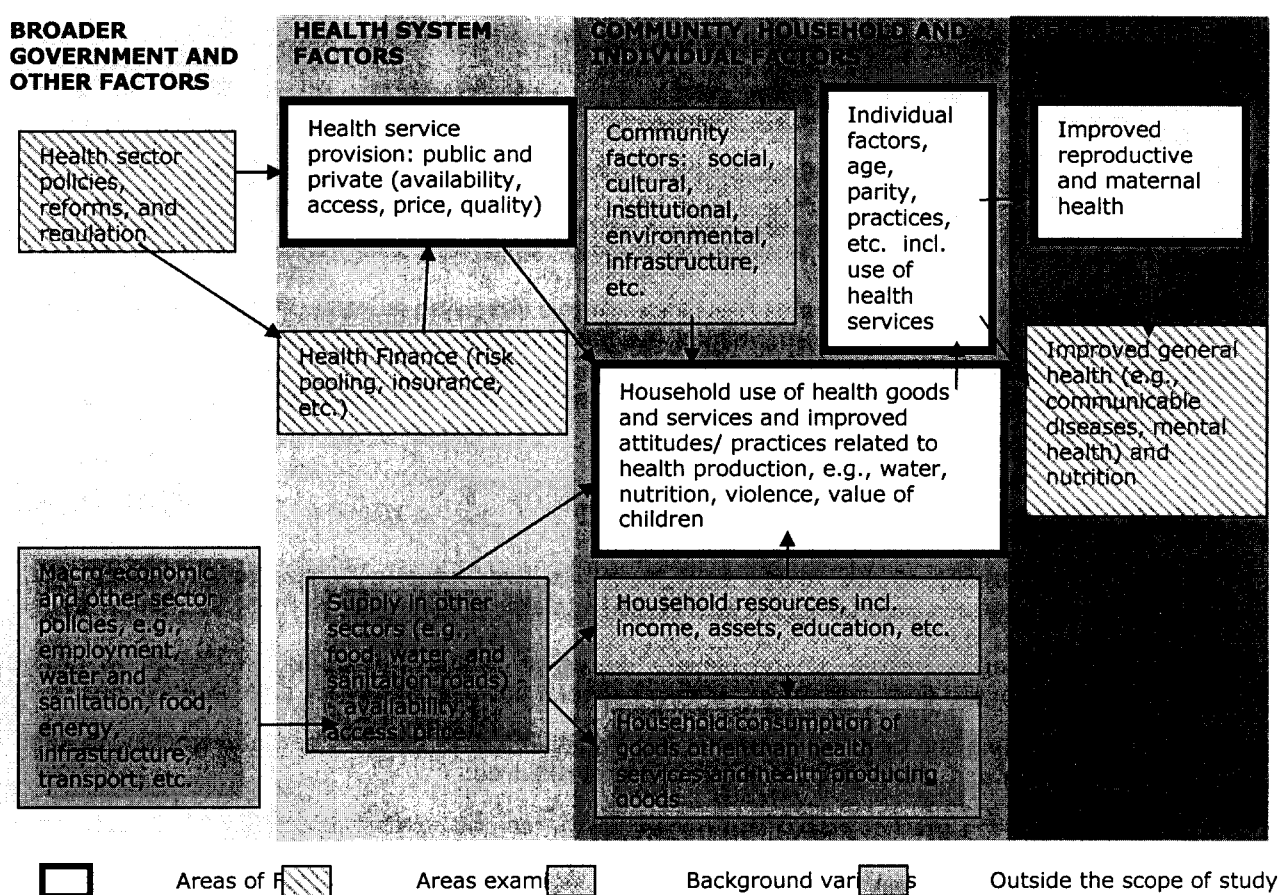 BROADER
GOVERNMENT AND
OTHER FACTORS
HEALTH SYSTEM
FACTORS
COMMUNITY, HOUSEHOLD AND
INDIVIDUAL FACTORS
Health sector
policies,
reforms, and
regulation
Health service
provision: public and
private (availability,
access, price, quality)
Community
factors: social,
cultural,
institutional,
environmental,
infrastructure,
etc.
Individual
factors,
age,
parity,
practices,
etc. incl.
use of
health
services
Improved
reproductive
and maternal
health
Health Finance (risk
pooling, insurance,
etc.)
Household use of health goods
and services and improved
attitudes/ practices related to
health production, e.g., water,
nutrition, violence, value of
children
Improved general
health (e.g.,
communicable
diseases, mental
health) and
nutrition
Macro-economic
and other sector
policies, e.g.,
employment,
water and
sanitation, food,
energy,
infrastructure,
transport, etc.
Supply in other
sectors (e.g.,
food, water, and
sanitation roads)
- availability,
access, price,
Household resources, incl.
income, assets, education, etc.
Household consumption of
goods other than health
services and health producing
goods
Areas of F
Areas exami
Background var s
Outside the scope of study